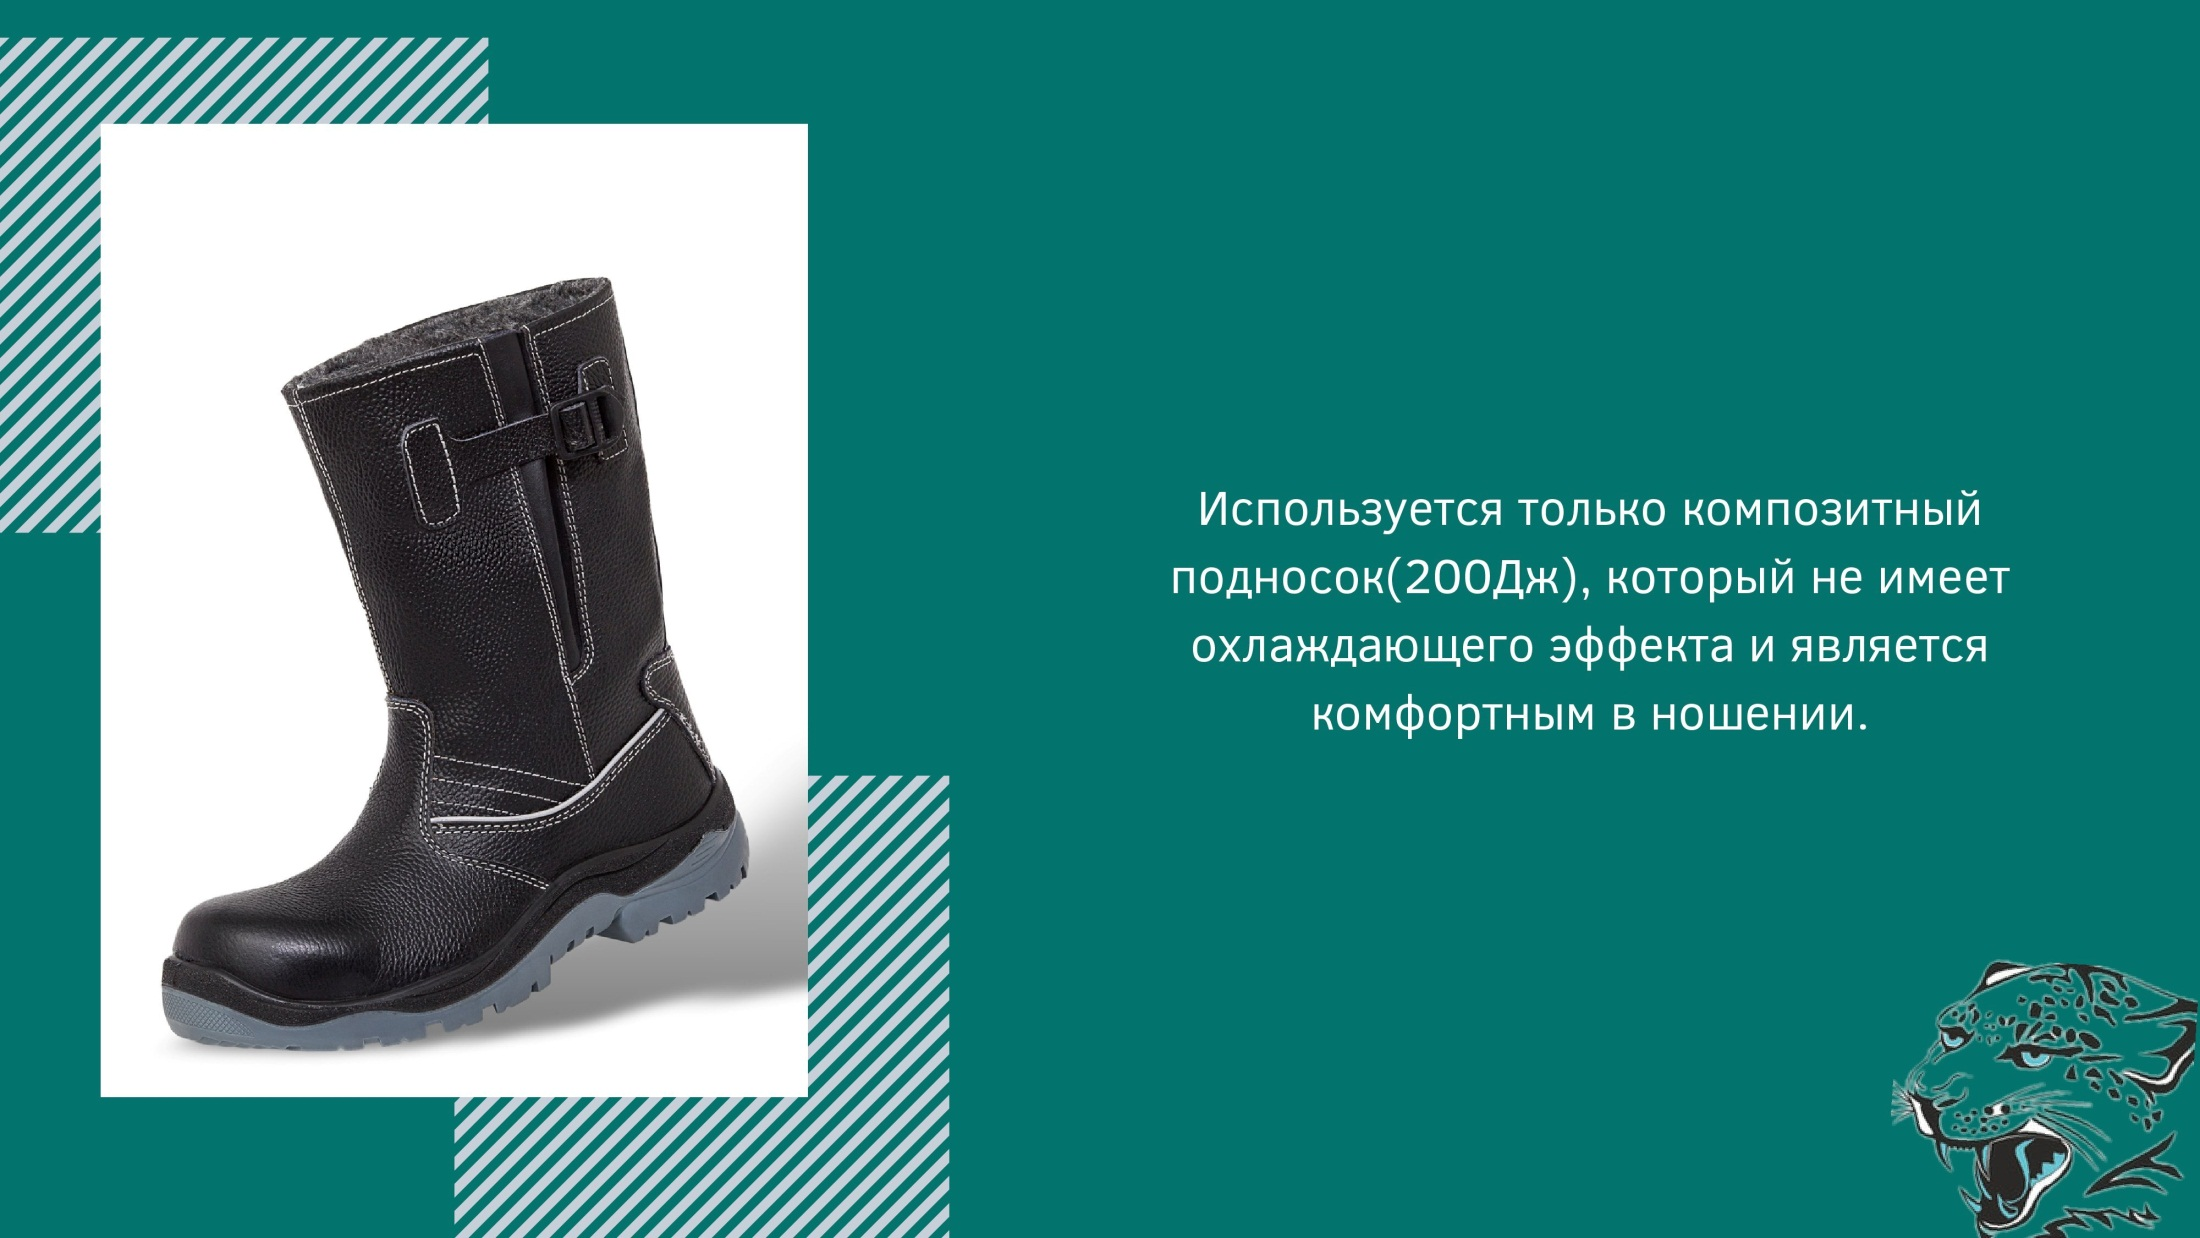 Используется только композитный
подносок(200Дж), который не имеет
охлаждающего эффекта и является
комфортным в ношении.